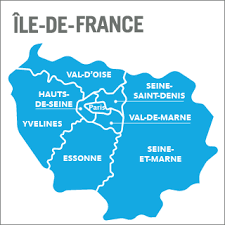 ÎLE-DE-FRANCE
VAL-D'OISE
SEINE-
SAINT-DENIS
HAUTS-
DE-SEINE
Paris
YVELINES
VAL-DE-MARNE
ESSONNE
SEINE-
ET-MARNE